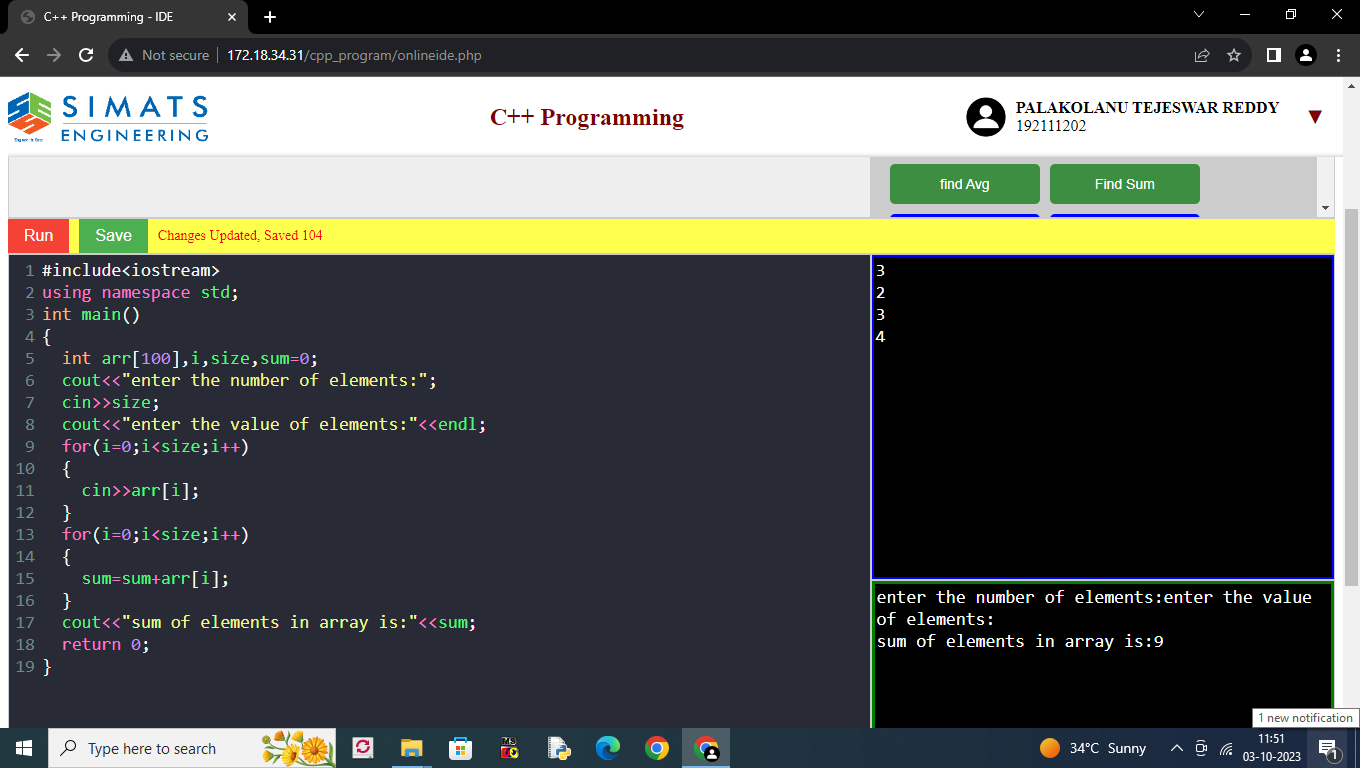 C++ Programming - IDE
Not secure
172.18.34.31/cpp_program/onlineide.php
SIMATS
ENGINEERING
C++ Programming
PALAKOLANU TEJESWAR REDDY
192111202
find Avg
Find Sum
Run
Save
Changes Updated, Saved 104
1 #include<iostream>
2 using namespace std;
3 int main()
4 {
5   int arr[100],i,size,sum=0;
6   cout<<"enter the number of elements:";
7   cin>>size;
8   cout<<"enter the value of elements:"<<endl;
9   for(i=0;i<size;i++)
10   {
11     cin>>arr[i];
12   }
13   for(i=0;i<size;i++)
14   {
15     sum=sum+arr[i];
16   }
17   cout<<"sum of elements in array is:"<<sum;
18   return 0;
19 }
3
2
3
4
enter the number of elements:enter the value
of elements:
sum of elements in array is:9
1 new notification
Type here to search
34°C Sunny
11:51
03-10-2023
1